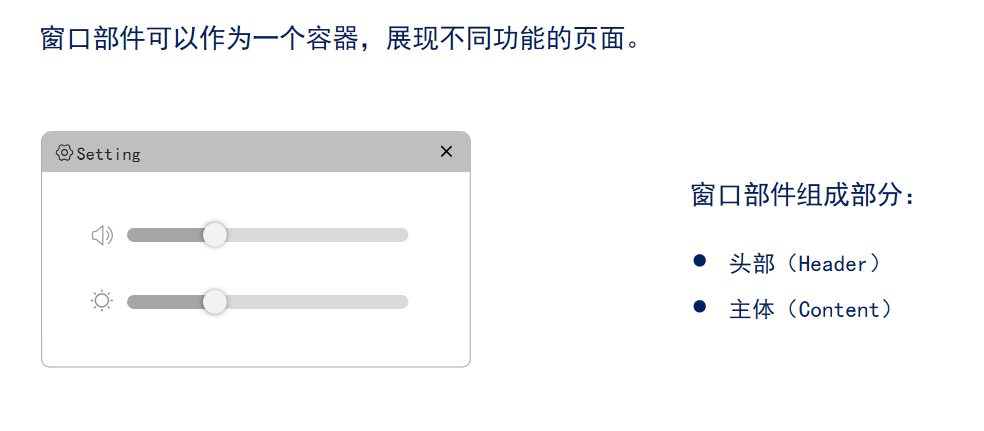 窗口部件可以作为一个容器，展现不同功能的页面。
Setting
窗口部件组成部分：
头部（Header）
主体（Content）